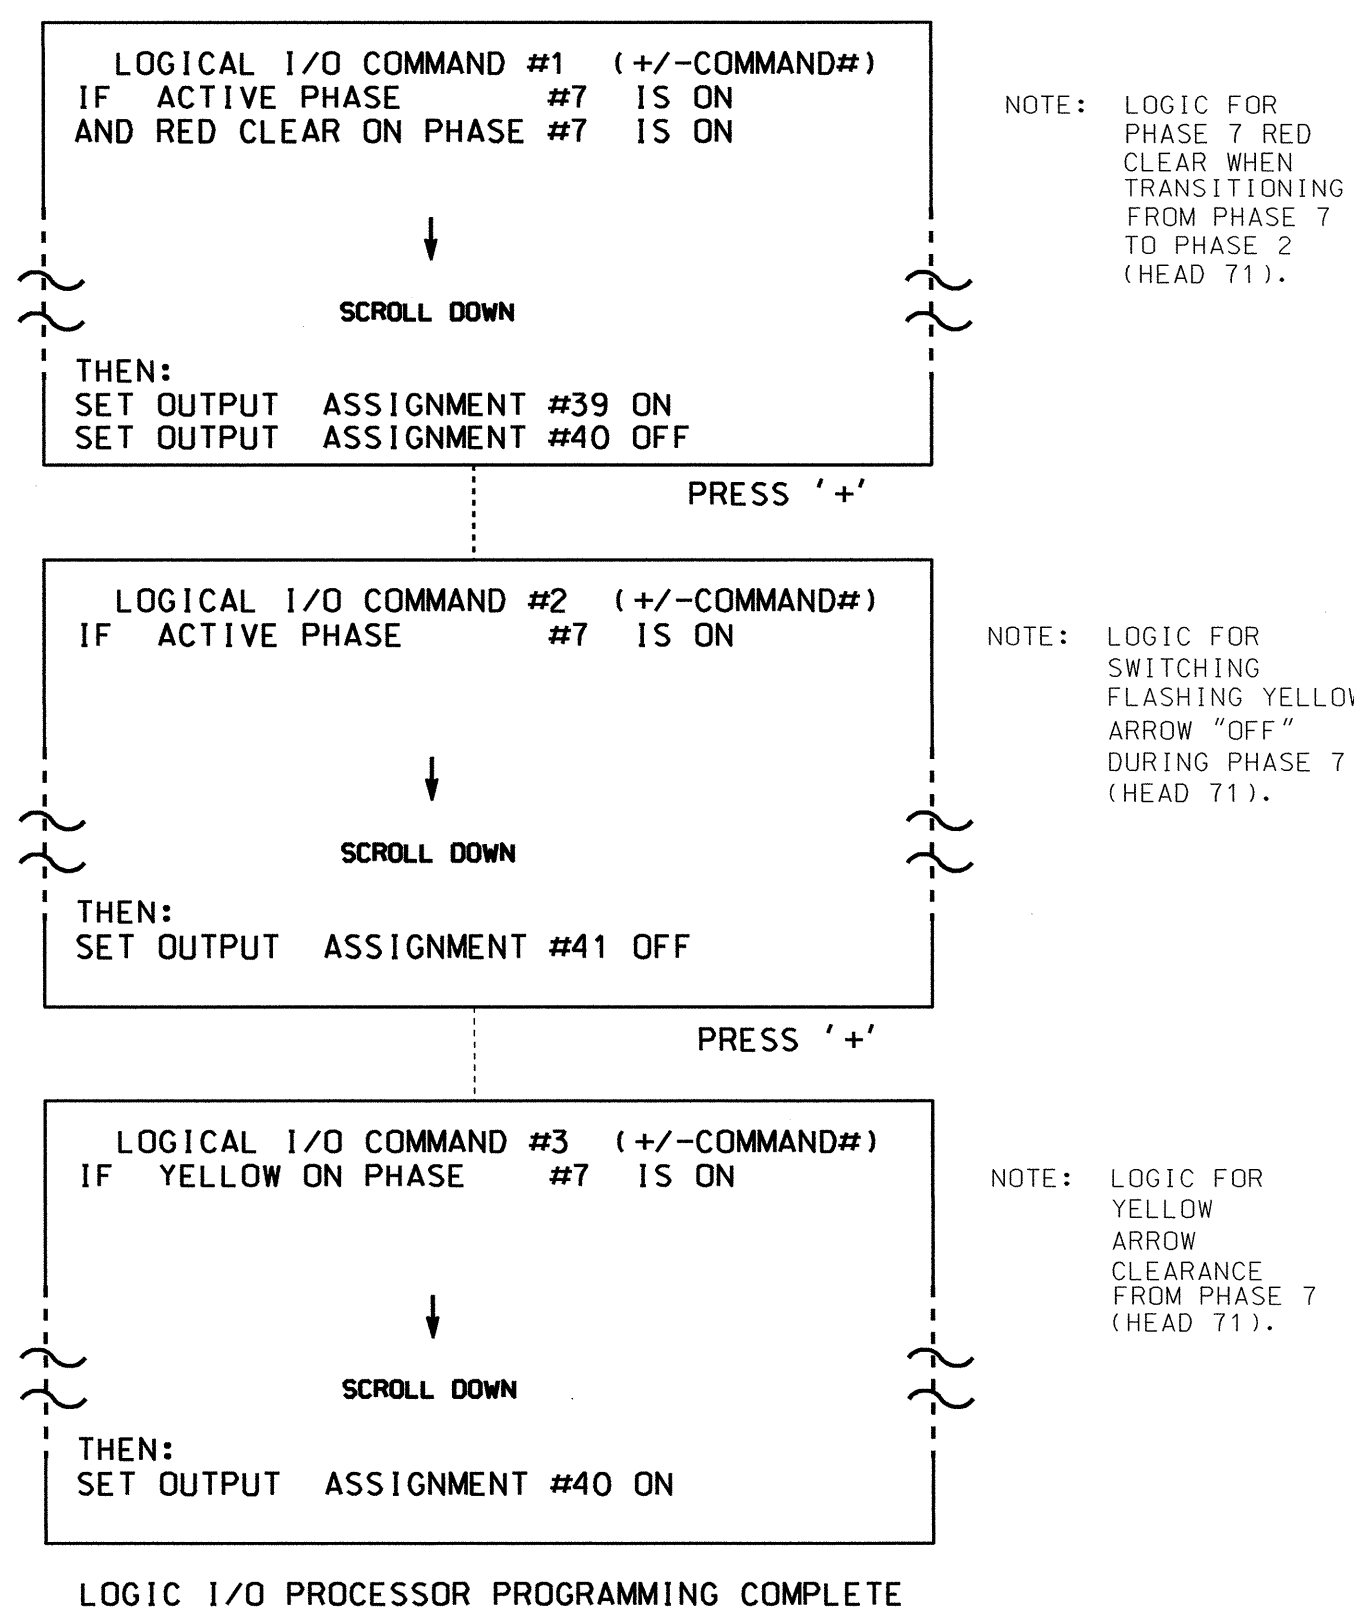 LOGICAL I/O COMMAND #1 (+/-COMMAND#)
IF ACTIVE PHASE #7 IS ON
AND RED CLEAR ON PHASE #7 IS ON
SCROLL DOWN
THEN:
SET OUTPUT ASSIGNMENT #39 ON
SET OUTPUT ASSIGNMENT #40 OFF
NOTE: LOGIC FOR
PHASE 7 RED
CLEAR WHEN
TRANSITIONING
FROM PHASE 7
TO PHASE 2
(HEAD 71).
PRESS '+'
LOGICAL I/O COMMAND #2 (+/-COMMAND#)
IF ACTIVE PHASE #7 IS ON
SCROLL DOWN
THEN:
SET OUTPUT ASSIGNMENT #41 OFF
NOTE: LOGIC FOR
SWITCHING
FLASHING YELLOW
ARROW "OFF"
DURING PHASE 7
(HEAD 71).
PRESS '+'
LOGICAL I/O COMMAND #3 (+/-COMMAND#)
IF YELLOW ON PHASE #7 IS ON
SCROLL DOWN
THEN:
SET OUTPUT ASSIGNMENT #40 ON
NOTE: LOGIC FOR
YELLOW
ARROW
CLEARANCE
FROM PHASE 7
(HEAD 71).
LOGIC I/O PROCESSOR PROGRAMMING COMPLETE